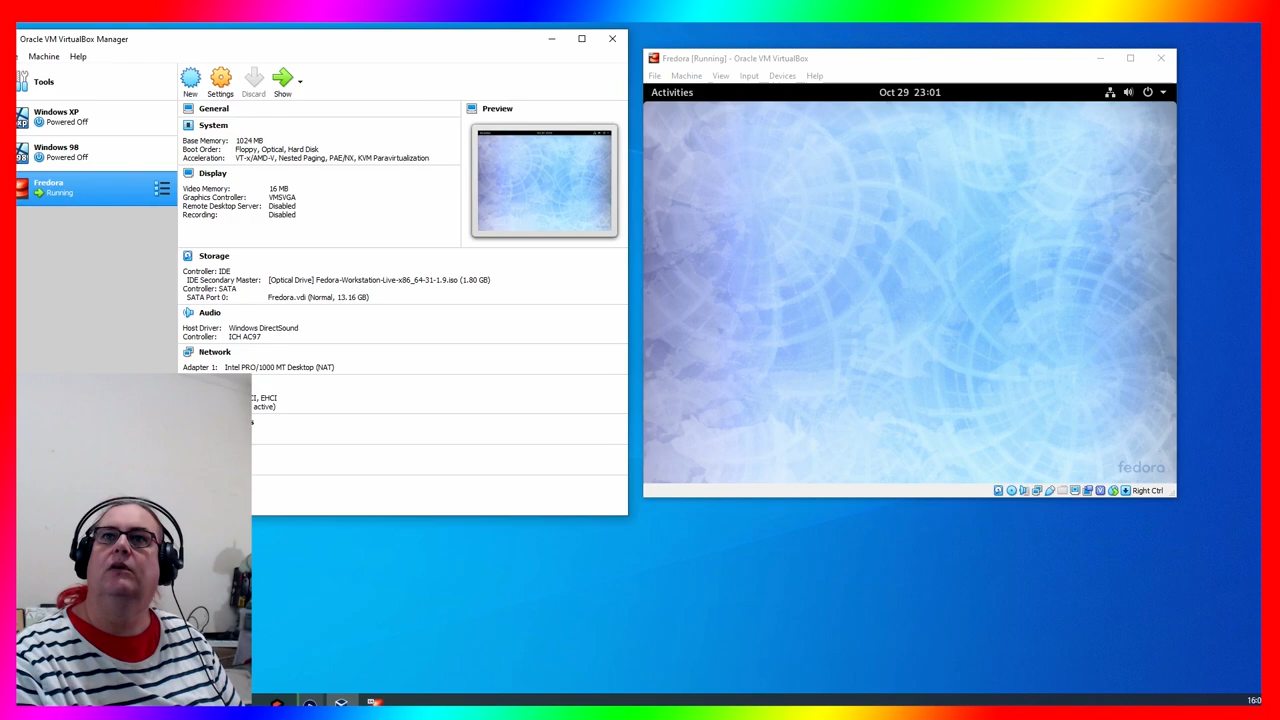 Oracle VM VirtualBox Manager
Machine Help
Tools
New Settings Discard Show
Windows XP
Powered Off
Windows 98
Powered Off
Fredora
Running
General
System
Base Memory: 1024 MB
Boot Order: Floppy, Optical, Hard Disk
Acceleration: VT-x/AMD-V, Nested Paging, PAE/NX, KVM Paravirtualization
Display
Video Memory: 16 MB
Graphics Controller: VMSVGA
Remote Desktop Server: Disabled
Recording: Disabled
Storage
Controller: IDE
IDE Secondary Master: [Optical Drive] Fedora-Workstation-Live-x86_64-31-1.9.iso (1.80 GB)
Controller: SATA
SATA Port 0: Fredora.vdi (Normal, 13.16 GB)
Audio
Host Driver: Windows DirectSound
Controller: ICH AC97
Network
Adapter 1: Intel PRO/1000 MT Desktop (NAT)
CI, EHCI
active)
s
Preview
Fredora [Running] - Oracle VM VirtualBox
File Machine View Input Devices Help
Activities Oct 29 23:01
fedora
Right Ctrl
16:0